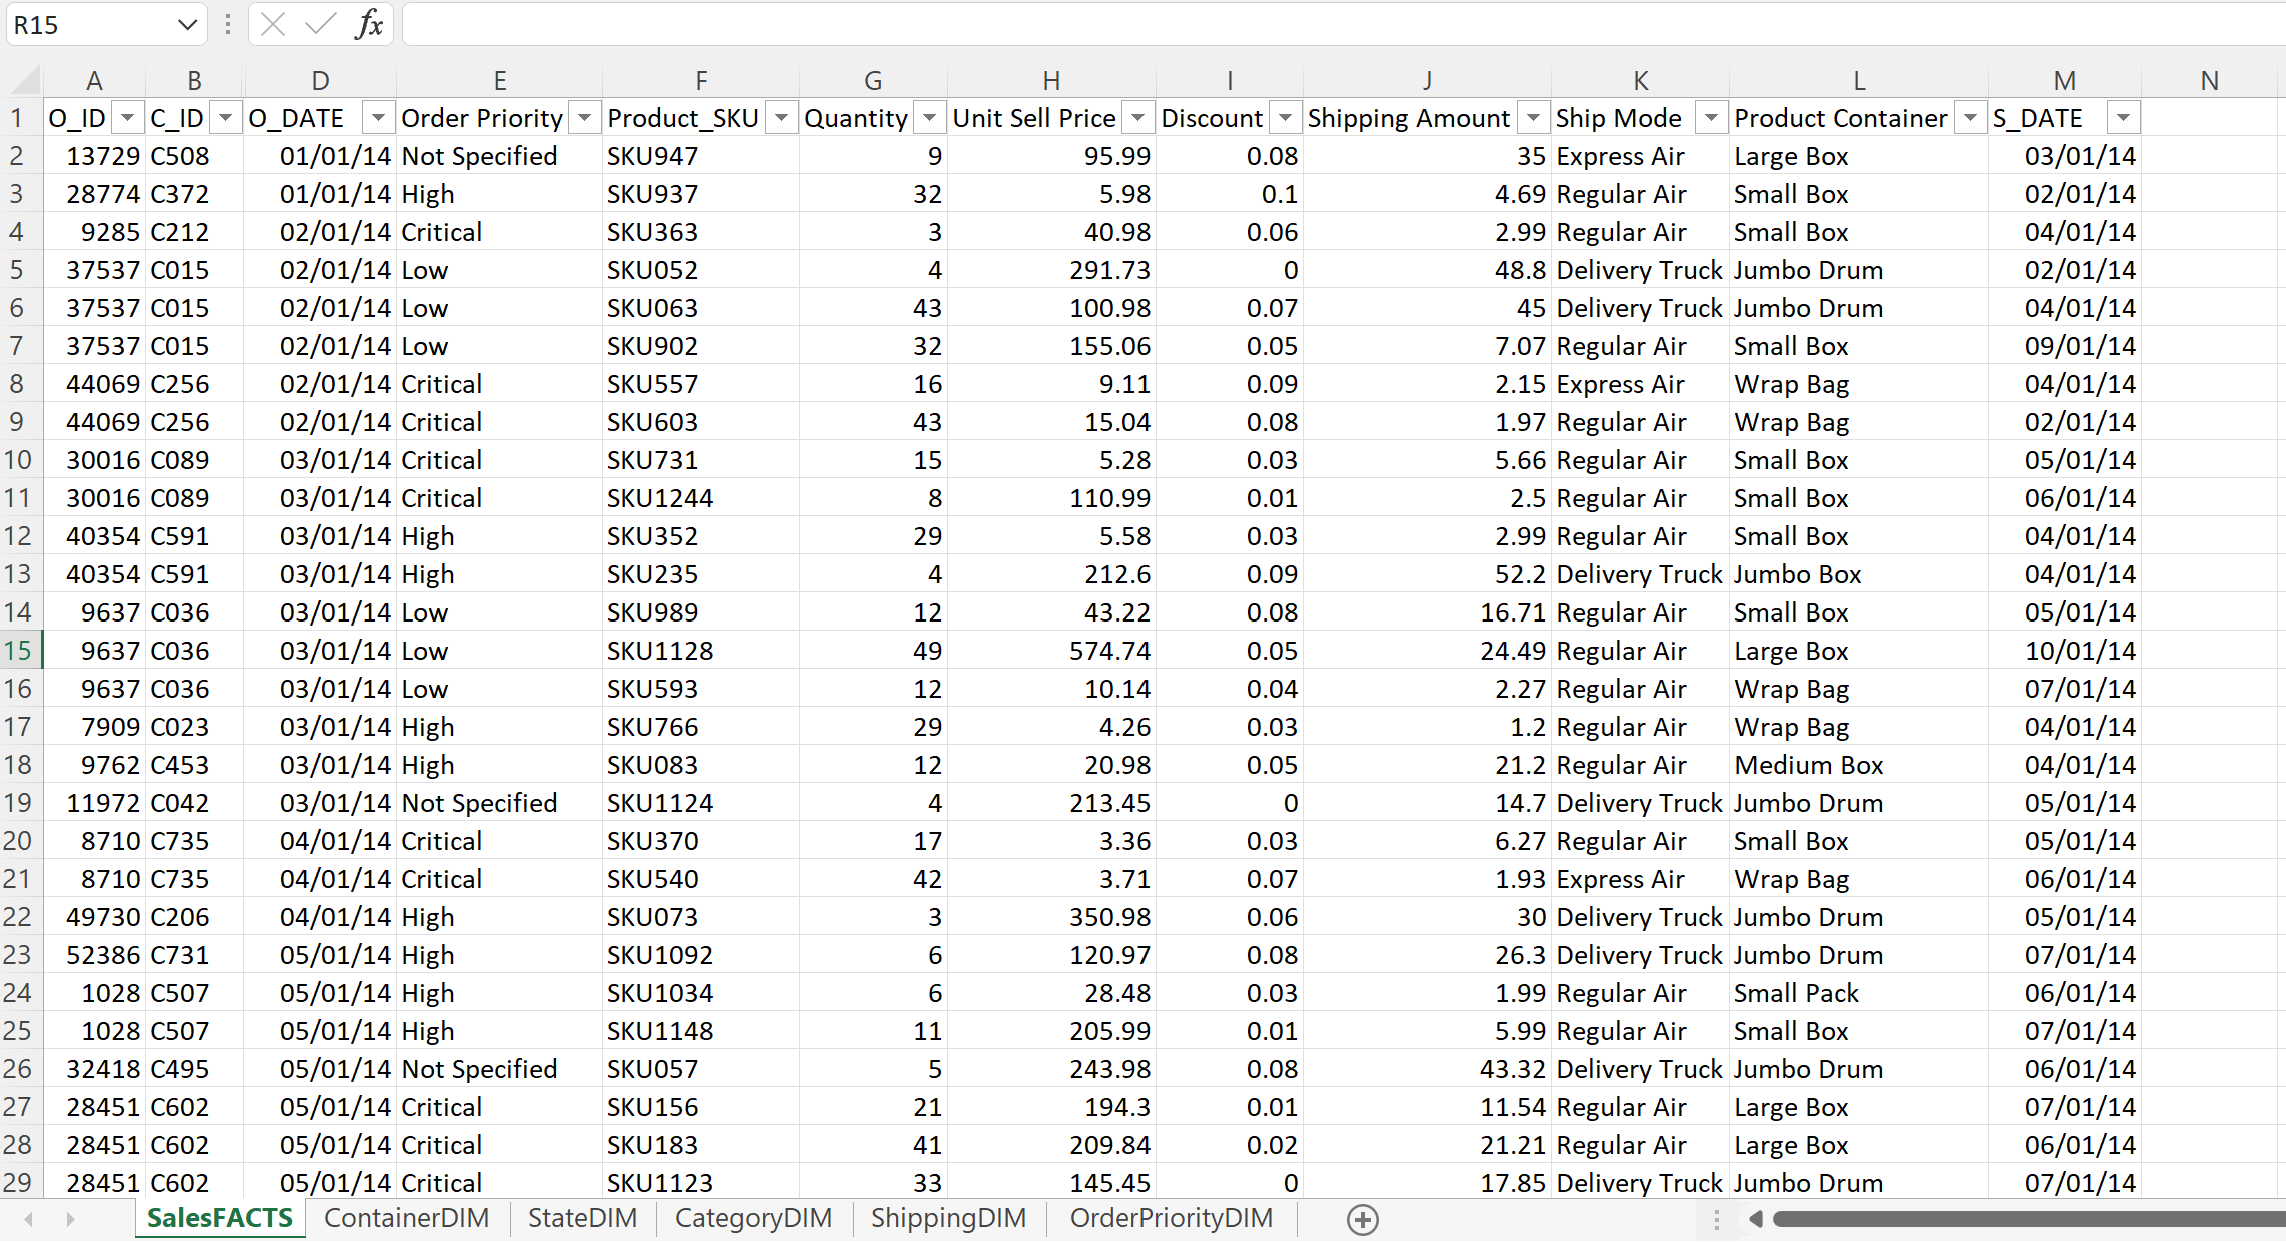 R15 fx
A B D E F G H I J K L M N
1 O_ID C_ID O_DATE Order Priority Product_SKU Quantity Unit Sell Price Discount Shipping Amount Ship Mode Product Container S_DATE
2 13729 C508 01/01/14 Not Specified SKU947 9 95.99 0.08 35 Express Air Large Box 03/01/14
3 28774 C372 01/01/14 High SKU937 32 5.98 0.1 4.69 Regular Air Small Box 02/01/14
4 9285 C212 02/01/14 Critical SKU363 3 40.98 0.06 2.99 Regular Air Small Box 04/01/14
5 37537 C015 02/01/14 Low SKU052 4 291.73 0 48.8 Delivery Truck Jumbo Drum 02/01/14
6 37537 C015 02/01/14 Low SKU063 43 100.98 0.07 45 Delivery Truck Jumbo Drum 04/01/14
7 37537 C015 02/01/14 Low SKU902 32 155.06 0.05 7.07 Regular Air Small Box 09/01/14
8 44069 C256 02/01/14 Critical SKU557 16 9.11 0.09 2.15 Express Air Wrap Bag 04/01/14
9 44069 C256 02/01/14 Critical SKU603 43 15.04 0.08 1.97 Regular Air Wrap Bag 02/01/14
10 30016 C089 03/01/14 Critical SKU731 15 5.28 0.03 5.66 Regular Air Small Box 05/01/14
11 30016 C089 03/01/14 Critical SKU1244 8 110.99 0.01 2.5 Regular Air Small Box 06/01/14
12 40354 C591 03/01/14 High SKU352 29 5.58 0.03 2.99 Regular Air Small Box 04/01/14
13 40354 C591 03/01/14 High SKU235 4 212.6 0.09 52.2 Delivery Truck Jumbo Box 04/01/14
14 9637 C036 03/01/14 Low SKU989 12 43.22 0.08 16.71 Regular Air Small Box 05/01/14
15 9637 C036 03/01/14 Low SKU1128 49 574.74 0.05 24.49 Regular Air Large Box 10/01/14
16 9637 C036 03/01/14 Low SKU593 12 10.14 0.04 2.27 Regular Air Wrap Bag 07/01/14
17 7909 C023 03/01/14 High SKU766 29 4.26 0.03 1.2 Regular Air Wrap Bag 04/01/14
18 9762 C453 03/01/14 High SKU083 12 20.98 0.05 21.2 Regular Air Medium Box 04/01/14
19 11972 C042 03/01/14 Not Specified SKU1124 4 213.45 0 14.7 Delivery Truck Jumbo Drum 05/01/14
20 8710 C735 04/01/14 Critical SKU370 17 3.36 0.03 6.27 Regular Air Small Box 05/01/14
21 8710 C735 04/01/14 Critical SKU540 42 3.71 0.07 1.93 Express Air Wrap Bag 06/01/14
22 49730 C206 04/01/14 High SKU073 3 350.98 0.06 30 Delivery Truck Jumbo Drum 05/01/14
23 52386 C731 05/01/14 High SKU1092 6 120.97 0.08 26.3 Delivery Truck Jumbo Drum 07/01/14
24 1028 C507 05/01/14 High SKU1034 6 28.48 0.03 1.99 Regular Air Small Pack 06/01/14
25 1028 C507 05/01/14 High SKU1148 11 205.99 0.01 5.99 Regular Air Small Box 07/01/14
26 32418 C495 05/01/14 Not Specified SKU057 5 243.98 0.08 43.32 Delivery Truck Jumbo Drum 06/01/14
27 28451 C602 05/01/14 Critical SKU156 21 194.3 0.01 11.54 Regular Air Large Box 07/01/14
28 28451 C602 05/01/14 Critical SKU183 41 209.84 0.02 21.21 Regular Air Large Box 06/01/14
29 28451 C602 05/01/14 Critical SKU1123 33 145.45 0 17.85 Delivery Truck Jumbo Drum 07/01/14
SalesFACTS ContainerDIM StateDIM CategoryDIM ShippingDIM OrderPriorityDIM